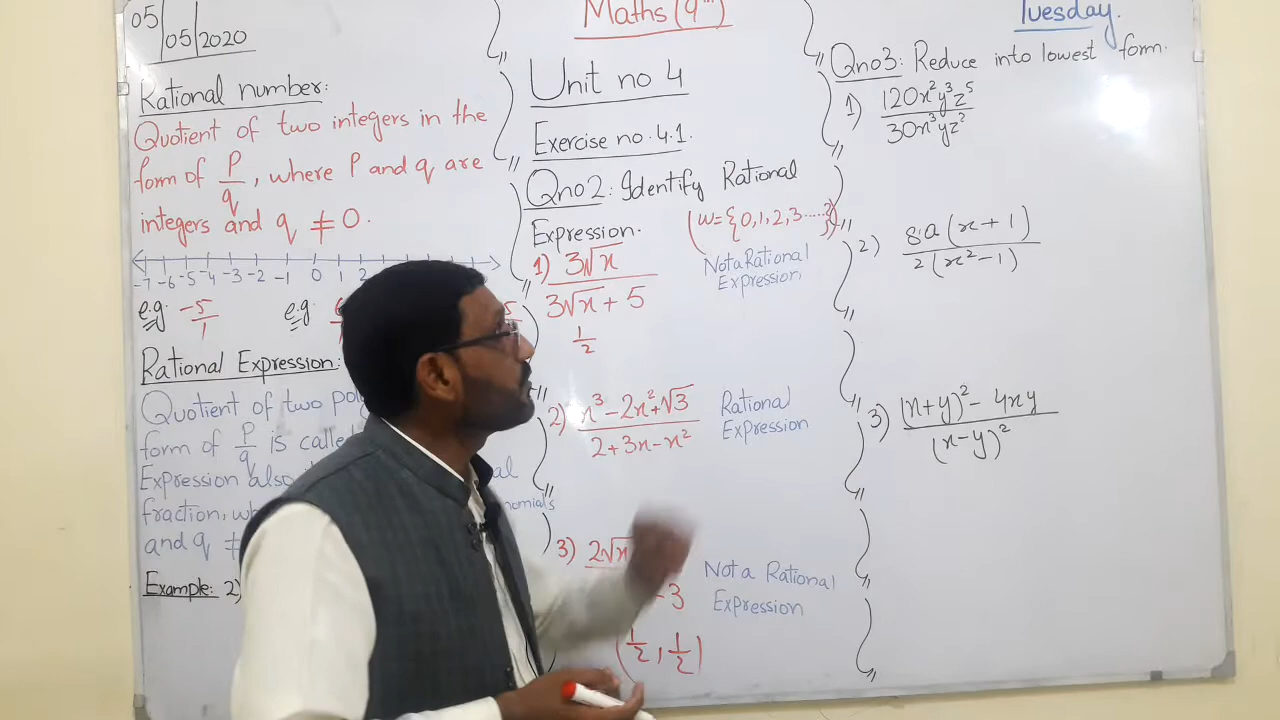 05/05/2020
Rational number:
Quotient of two integers in the
form of P/q, where P and q are
integers and q ≠ 0.
-7 -6 -5 -4 -3 -2 -1 0 1 2
e.g -5/1 e.g
Rational Expression:
Quotient of two
form of P/q is called
Expression also
fraction,
and q ≠
Example: 2)
Maths (9th)
Unit no 4
Exercise no. 4.1
Qno2: Identify Rational
Expression.
(W={0,1,2,3.....})
1) 3√x / 3√x + 5
1/2
Not a Rational
Expression
2) x³-2x²+√3 / 2+3x-x²
Rational
Expression
3) 2√x
-3
(1/2, 1/2)
Not a Rational
Expression
Tuesday.
Qno3: Reduce into lowest form.
1) 120x²y³z⁵ / 30x³yz²
2) 8a(x+1) / 2(x²-1)
3) (x+y)²-4xy / (x-y)²